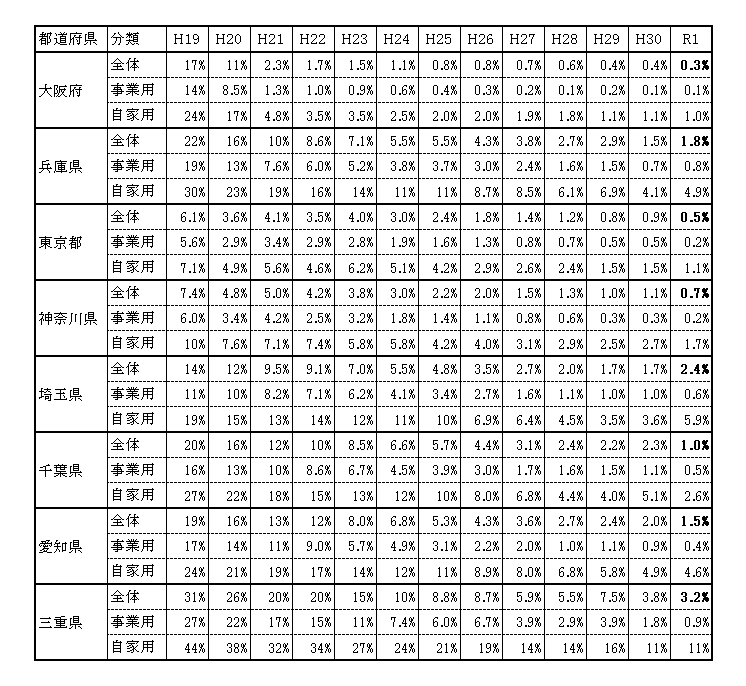 都道府県 分類 H19 H20 H21 H22 H23 H24 H25 H26 H27 H28 H29 H30 R1
大阪府 全体 17% 11% 2.3% 1.7% 1.5% 1.1% 0.8% 0.8% 0.7% 0.6% 0.4% 0.4% 0.3%
事業用 14% 8.5% 1.3% 1.0% 0.9% 0.6% 0.4% 0.3% 0.2% 0.1% 0.2% 0.1% 0.1%
自家用 24% 17% 4.8% 3.5% 3.5% 2.5% 2.0% 2.0% 1.9% 1.8% 1.1% 1.1% 1.0%
兵庫県 全体 22% 16% 10% 8.6% 7.1% 5.5% 5.5% 4.3% 3.8% 2.7% 2.9% 1.5% 1.8%
事業用 19% 13% 7.6% 6.0% 5.2% 3.8% 3.7% 3.0% 2.4% 1.6% 1.5% 0.7% 0.8%
自家用 30% 23% 19% 16% 14% 11% 11% 8.7% 8.5% 6.1% 6.9% 4.1% 4.9%
東京都 全体 6.1% 3.6% 4.1% 3.5% 4.0% 3.0% 2.4% 1.8% 1.4% 1.2% 0.8% 0.9% 0.5%
事業用 5.6% 2.9% 3.4% 2.9% 2.8% 1.9% 1.6% 1.3% 0.8% 0.7% 0.5% 0.5% 0.2%
自家用 7.1% 4.9% 5.6% 4.6% 6.2% 5.1% 4.2% 2.9% 2.6% 2.4% 1.5% 1.5% 1.1%
神奈川県 全体 7.4% 4.8% 5.0% 4.2% 3.8% 3.0% 2.2% 2.0% 1.5% 1.3% 1.0% 1.1% 0.7%
事業用 6.0% 3.4% 4.2% 2.5% 3.2% 1.8% 1.4% 1.1% 0.8% 0.6% 0.3% 0.3% 0.2%
自家用 10% 7.6% 7.1% 7.4% 5.8% 5.8% 4.2% 4.0% 3.1% 2.9% 2.5% 2.7% 1.7%
埼玉県 全体 14% 12% 9.5% 9.1% 7.0% 5.5% 4.8% 3.5% 2.7% 2.0% 1.7% 1.7% 2.4%
事業用 11% 10% 8.2% 7.1% 6.2% 4.1% 3.4% 2.7% 1.6% 1.1% 1.0% 1.0% 0.6%
自家用 19% 15% 13% 14% 12% 11% 10% 6.9% 6.4% 4.5% 3.5% 3.6% 5.9%
千葉県 全体 20% 16% 12% 10% 8.5% 6.6% 5.7% 4.4% 3.1% 2.4% 2.2% 2.3% 1.0%
事業用 16% 13% 10% 8.6% 6.7% 4.5% 3.9% 3.0% 1.7% 1.6% 1.5% 1.1% 0.5%
自家用 27% 22% 18% 15% 13% 12% 10% 8.0% 6.8% 4.4% 4.0% 5.1% 2.6%
愛知県 全体 19% 16% 13% 12% 8.0% 6.8% 5.3% 4.3% 3.6% 2.7% 2.4% 2.0% 1.5%
事業用 17% 14% 11% 9.0% 5.7% 4.9% 3.1% 2.2% 2.0% 1.0% 1.1% 0.9% 0.4%
自家用 24% 21% 19% 17% 14% 12% 11% 8.9% 8.0% 6.8% 5.8% 4.9% 4.6%
三重県 全体 31% 26% 20% 20% 15% 10% 8.8% 8.7% 5.9% 5.5% 7.5% 3.8% 3.2%
事業用 27% 22% 17% 15% 11% 7.4% 6.0% 6.7% 3.9% 2.9% 3.9% 1.8% 0.9%
自家用 44% 38% 32% 34% 27% 24% 21% 19% 14% 14% 16% 11% 11%